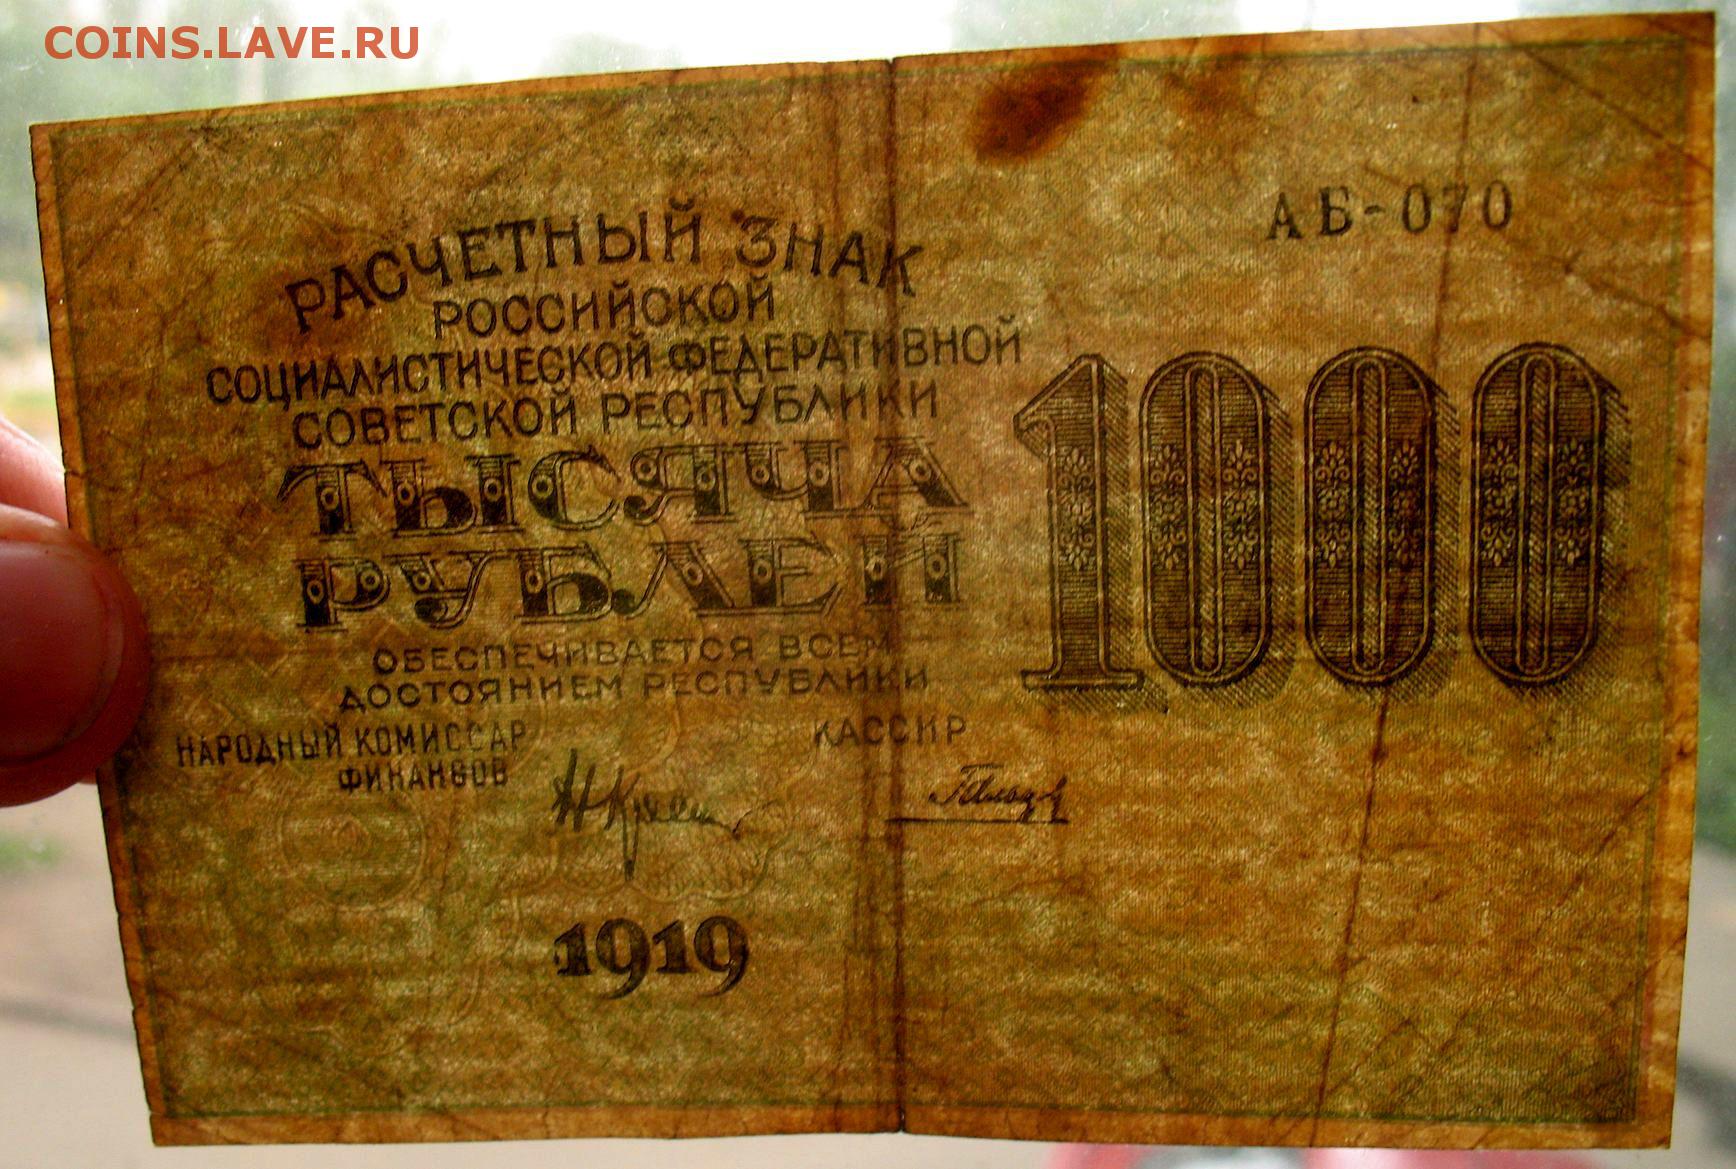 COINS.LAVE.RU
АБ-070
РАСЧЕТНЫЙ ЗНАК
РОССИЙСКОЙ
СОЦИАЛИСТИЧЕСКОЙ ФЕДЕРАТИВНОЙ
СОВЕТСКОЙ РЕСПУБЛИКИ
1000
ТЫСЯЧА
РУБЛЕЙ
ОБЕСПЕЧИВАЕТСЯ ВСЕМ
ДОСТОЯНИЕМ РЕСПУБЛИКИ
НАРОДНЫЙ КОМИССАР
ФИНАНСОВ
КАССИР
1919